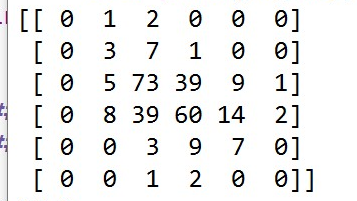 [[ 0 1 2 0 0 0]
[ 0 3 7 1 0 0]
[ 0 5 73 39 9 1]
[ 0 8 39 60 14 2]
[ 0 0 3 9 7 0]
[ 0 0 1 2 0 0]]